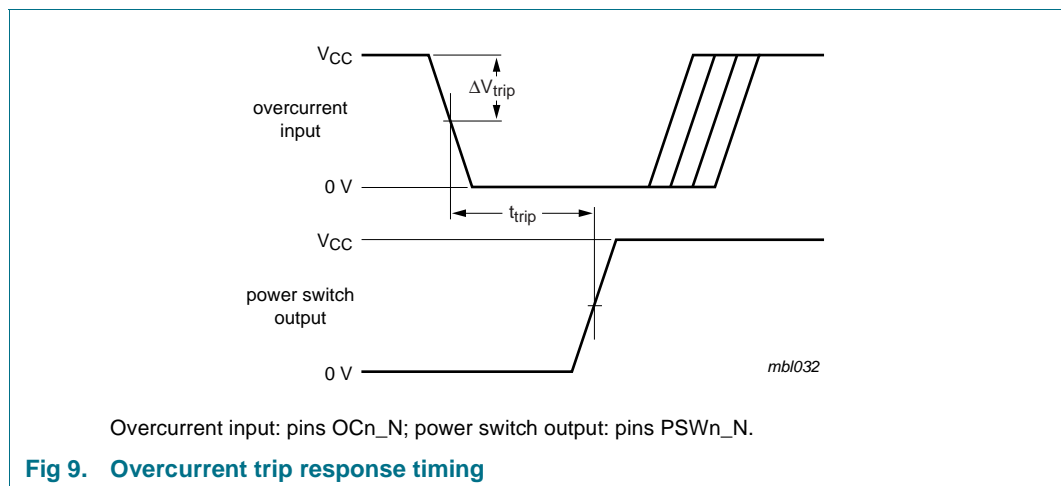 VCC
ΔVtrip
overcurrent
input
0 V
ttrip
VCC
power switch
output
0 V
mbl032
Overcurrent input: pins OCn_N; power switch output: pins PSWn_N.
Fig 9. Overcurrent trip response timing